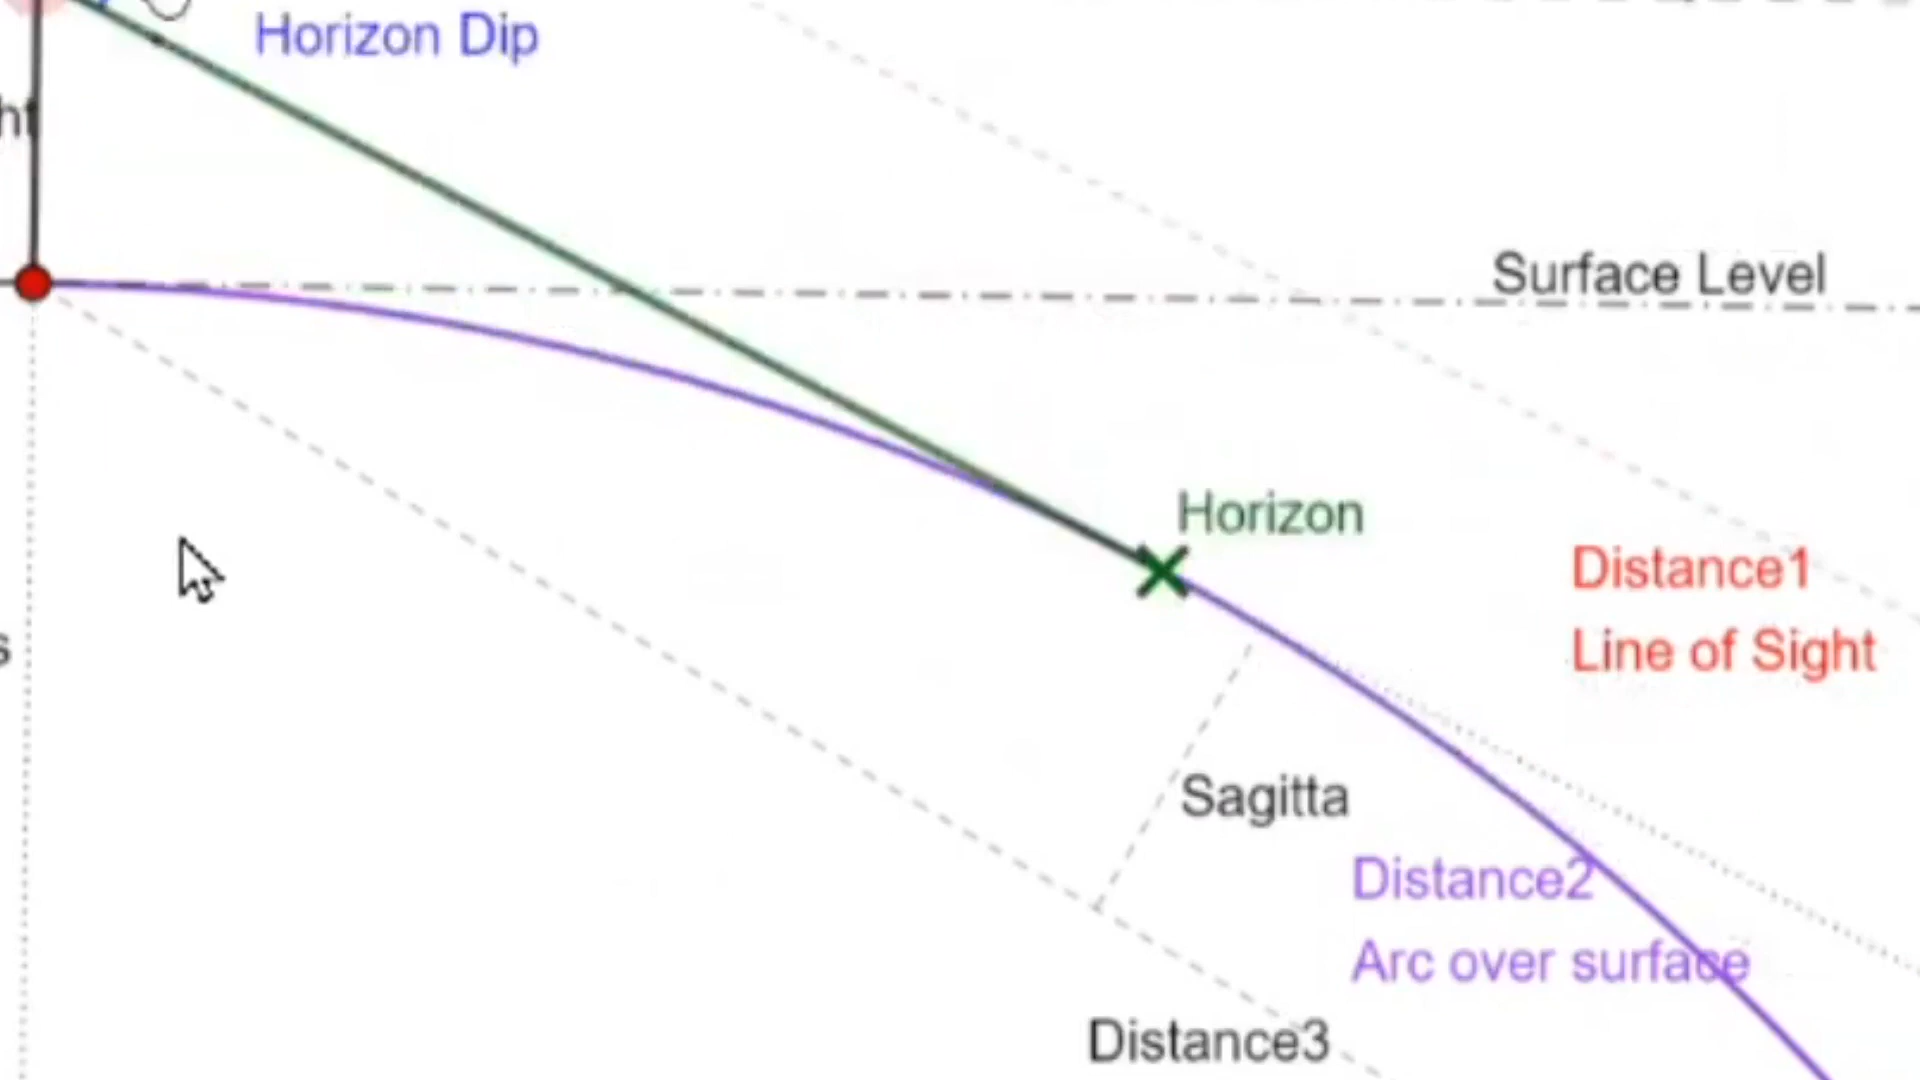 Horizon Dip
Surface Level
Horizon
Distance1
Line of Sight
Sagitta
Distance2
Arc over surface
Distance3